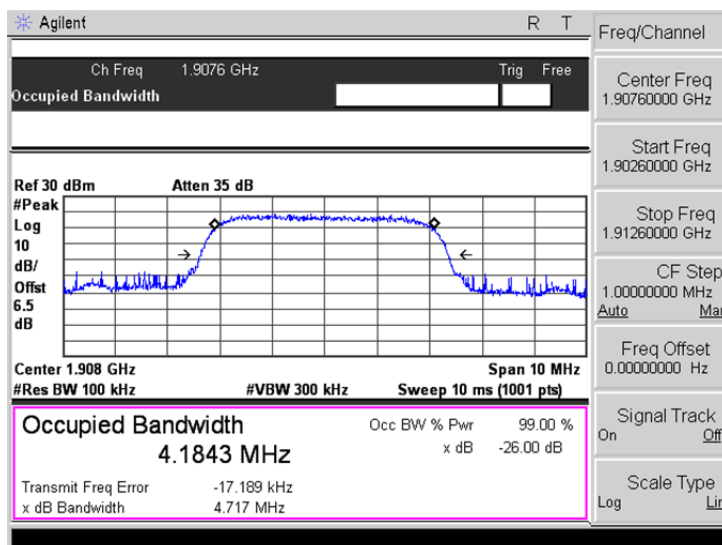 Agilent R T
Freq/Channel
Ch Freq 1.9076 GHz Trig Free
Occupied Bandwidth
Center Freq
1.90760000 GHz
Start Freq
1.90260000 GHz
Stop Freq
1.91260000 GHz
CF Step
1.00000000 MHz
Auto Mar
Freq Offset
0.00000000 Hz
Signal Track
On Off
Scale Type
Log Lin
Ref 30 dBm Atten 35 dB
#Peak
Log
10
dB/
Offst
6.5
dB
Center 1.908 GHz Span 10 MHz
#Res BW 100 kHz #VBW 300 kHz Sweep 10 ms (1001 pts)
Occupied Bandwidth Occ BW % Pwr 99.00 %
4.1843 MHz x dB -26.00 dB
Transmit Freq Error -17.189 kHz
x dB Bandwidth 4.717 MHz